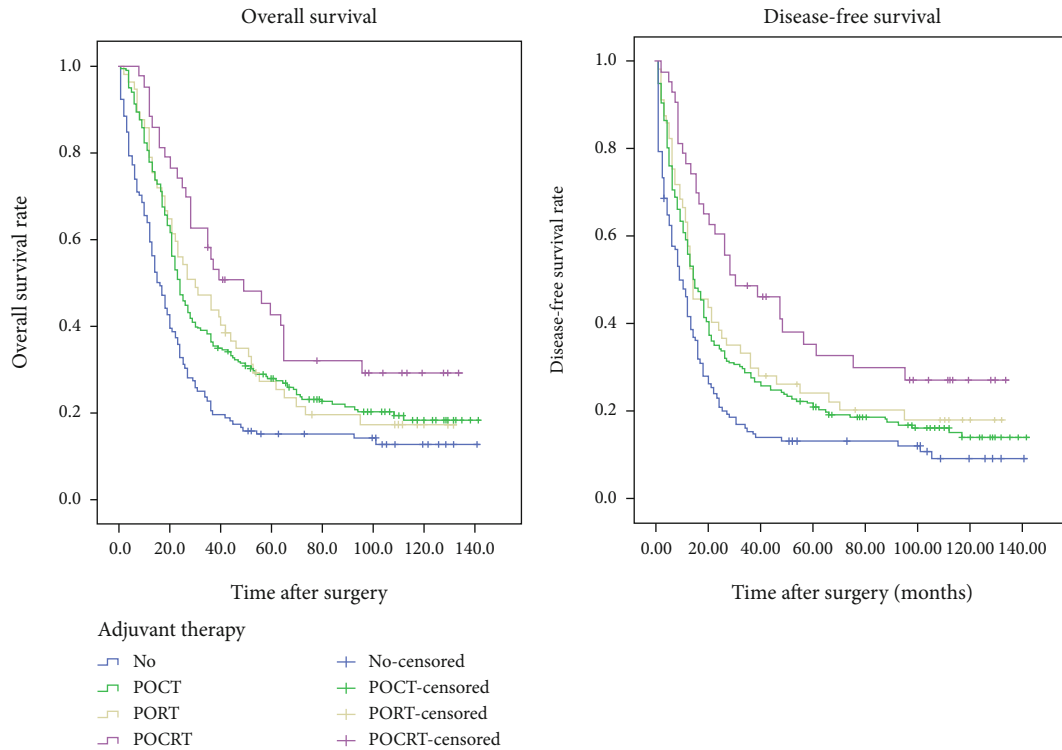 Overall survival
Overall survival rate
1.0
0.8
0.6
0.4
0.2
0.0
0.0 20.0 40.0 60.0 80.0 100.0 120.0 140.0
Time after surgery
Disease-free survival
Disease-free survival rate
1.0
0.8
0.6
0.4
0.2
0.0
0.00 20.00 40.00 60.00 80.00 100.00 120.00 140.00
Time after surgery (months)
Adjuvant therapy
No
POCT
PORT
POCRT
No-censored
POCT-censored
PORT-censored
POCRT-censored